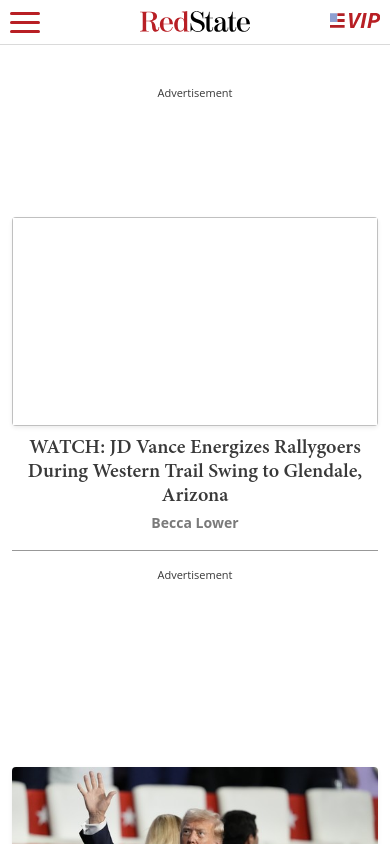 RedState
VIP
Advertisement
WATCH: JD Vance Energizes Rallygoers
During Western Trail Swing to Glendale,
Arizona
Becca Lower
Advertisement